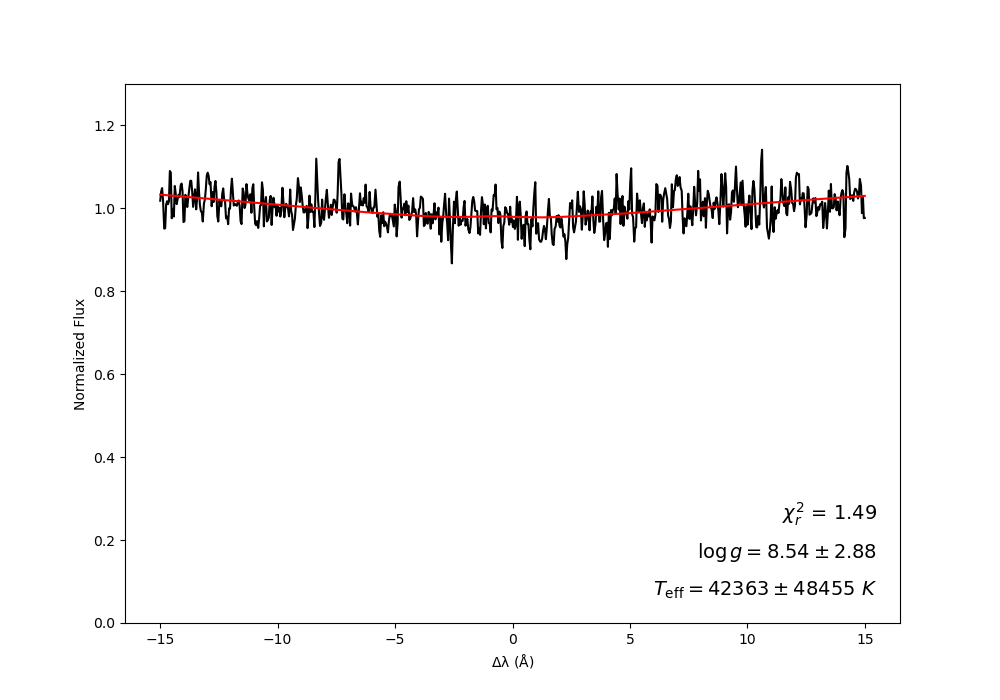 1.2
1.0
0.8
0.6
0.4
0.2
0.0
Normalized Flux
χ²ᵣ = 1.49
log g = 8.54 ± 2.88
T_eff = 42363 ± 48455 K
−15 −10 −5 0 5 10 15
Δλ (Å)